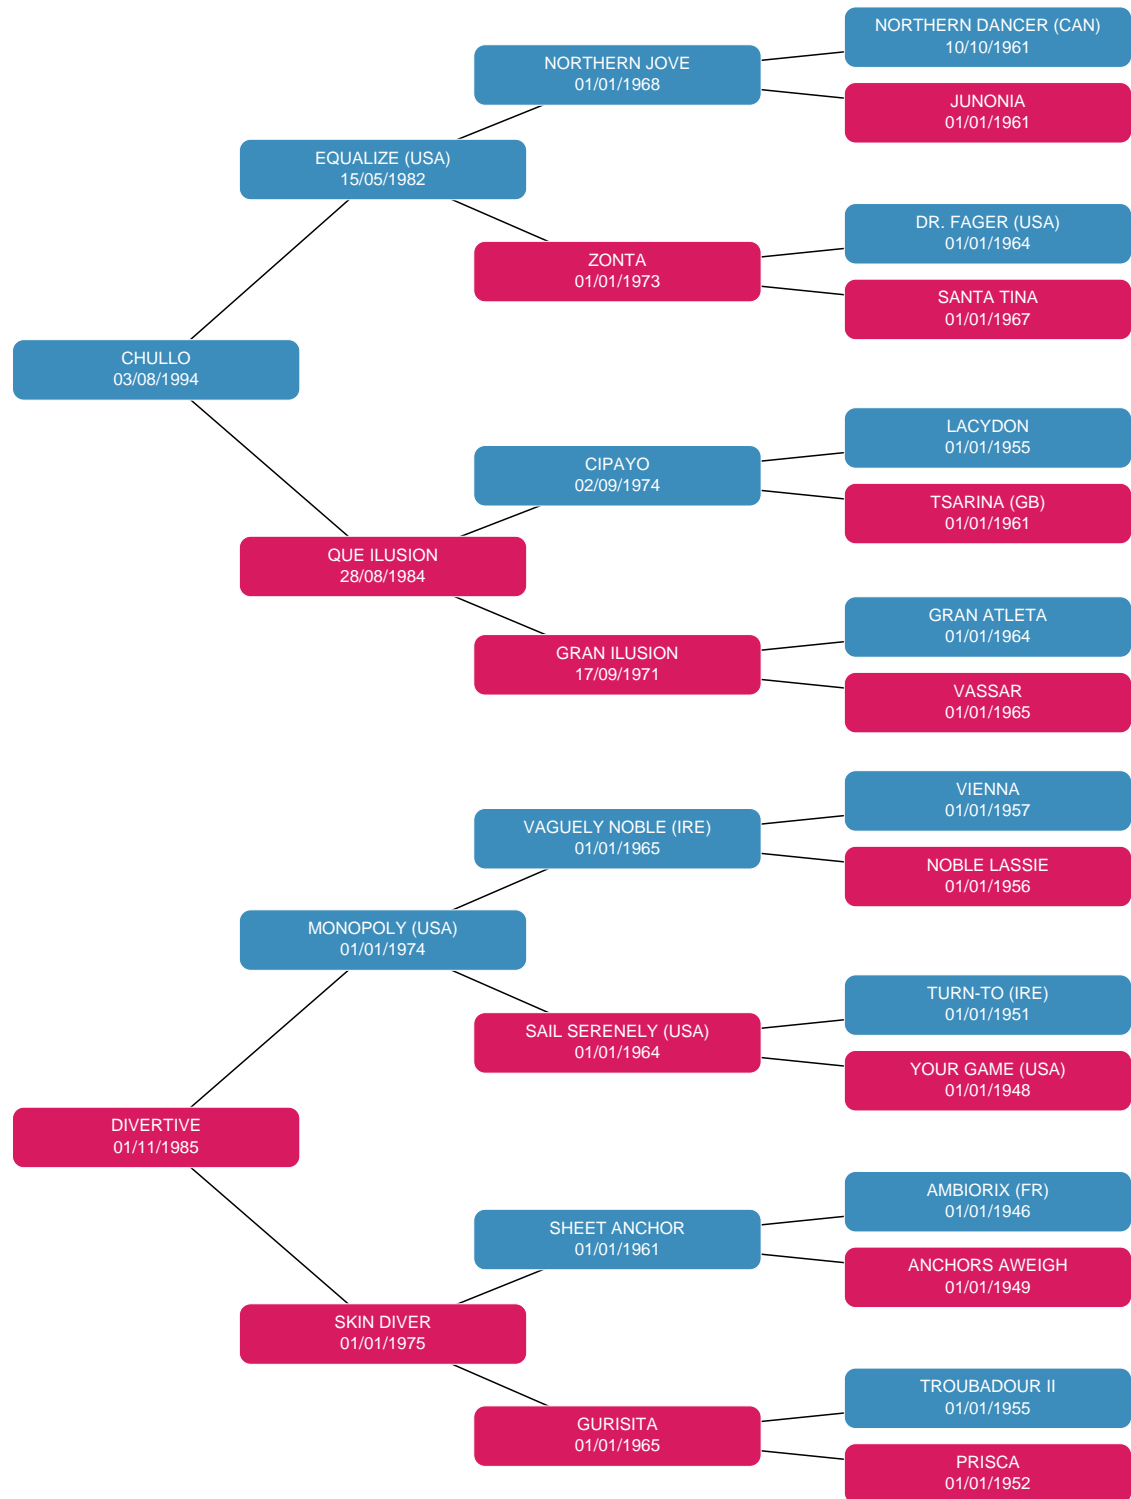 NORTHERN DANCER (CAN)
10/10/1961
NORTHERN JOVE
01/01/1968
JUNONIA
01/01/1961
EQUALIZE (USA)
15/05/1982
DR. FAGER (USA)
01/01/1964
ZONTA
01/01/1973
SANTA TINA
01/01/1967
CHULLO
03/08/1994
LACYDON
01/01/1955
CIPAYO
02/09/1974
TSARINA (GB)
01/01/1961
QUE ILUSION
28/08/1984
GRAN ATLETA
01/01/1964
GRAN ILUSION
17/09/1971
VASSAR
01/01/1965
VIENNA
01/01/1957
VAGUELY NOBLE (IRE)
01/01/1965
NOBLE LASSIE
01/01/1956
MONOPOLY (USA)
01/01/1974
TURN-TO (IRE)
01/01/1951
SAIL SERENELY (USA)
01/01/1964
YOUR GAME (USA)
01/01/1948
DIVERTIVE
01/11/1985
AMBIORIX (FR)
01/01/1946
SHEET ANCHOR
01/01/1961
ANCHORS AWEIGH
01/01/1949
SKIN DIVER
01/01/1975
TROUBADOUR II
01/01/1955
GURISITA
01/01/1965
PRISCA
01/01/1952